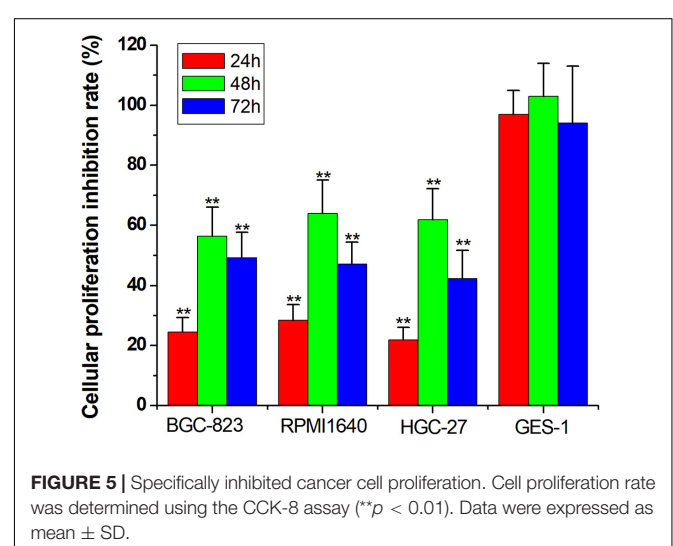 Cellular proliferation inhibition rate (%)
120
100
80
60
40
20
0
24h
48h
72h
** ** **
** ** **
** ** **
BGC-823 RPMI1640 HGC-27 GES-1
FIGURE 5 | Specifically inhibited cancer cell proliferation. Cell proliferation rate
was determined using the CCK-8 assay (**p < 0.01). Data were expressed as
mean ± SD.